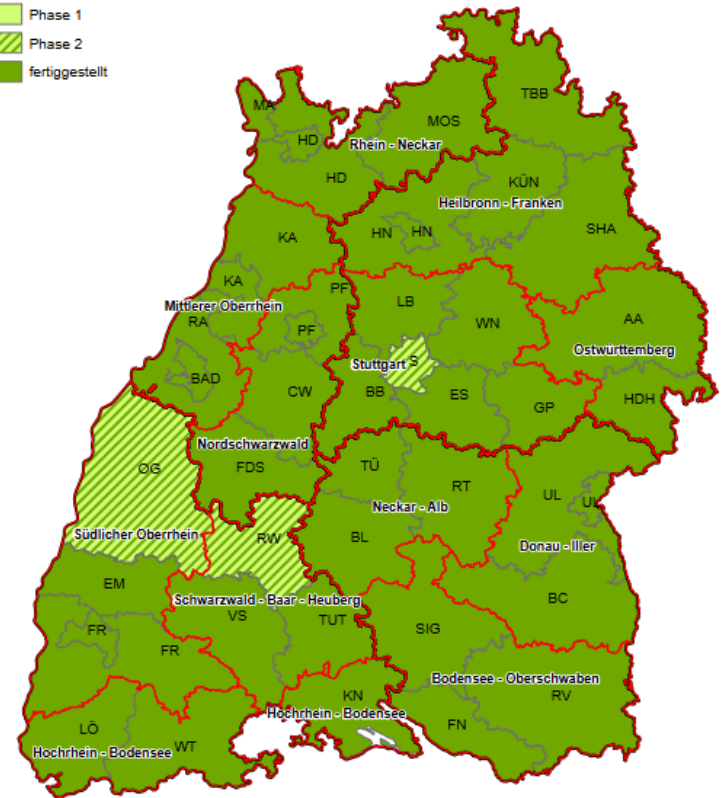 Phase 1
Phase 2
fertiggestellt
MA
TBB
MOS
HD
Rhein - Neckar
HD
KÜN
Heilbronn - Franken
SHA
HN
HN
KA
KA
PF
Mittlerer Oberrhein
RA
LB
WN
AA
PF
Ostwürttemberg
Stuttgart
S
BAD
CW
BB
ES
GP
HDH
Nordschwarzwald
OG
FDS
TÜ
RT
Neckar - Alb
UL
UL
Südlicher Oberrhein
RW
BL
Donau - Iller
EM
Schwarzwald - Baar - Heuberg
BC
VS
TUT
FR
SIG
FR
Bodensee - Oberschwaben
RV
KN
Hochrhein - Bodensee
FN
LÖ
Hochrhein - Bodensee
WT